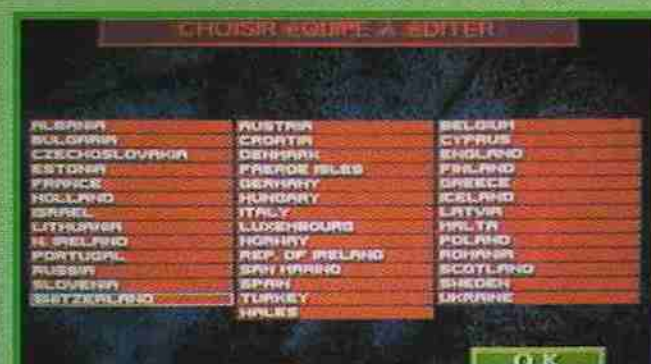 CHOISIR EQUIPE A EDITER
ALBANIA AUSTRIA BELGIUM
BULGARIA CROATIA CYPRUS
CZECHOSLOVAKIA DENMARK ENGLAND
ESTONIA FAEROE ISLES FINLAND
FRANCE GERMANY GREECE
HOLLAND HUNGARY ICELAND
ISRAEL ITALY LATVIA
LITHUANIA LUXEMBOURG MALTA
N. IRELAND NORWAY POLAND
PORTUGAL REP. OF IRELAND ROMANIA
RUSSIA SAN MARINO SCOTLAND
SLOVENIA SPAIN SWEDEN
SWITZERLAND TURKEY UKRAINE
WALES
OK